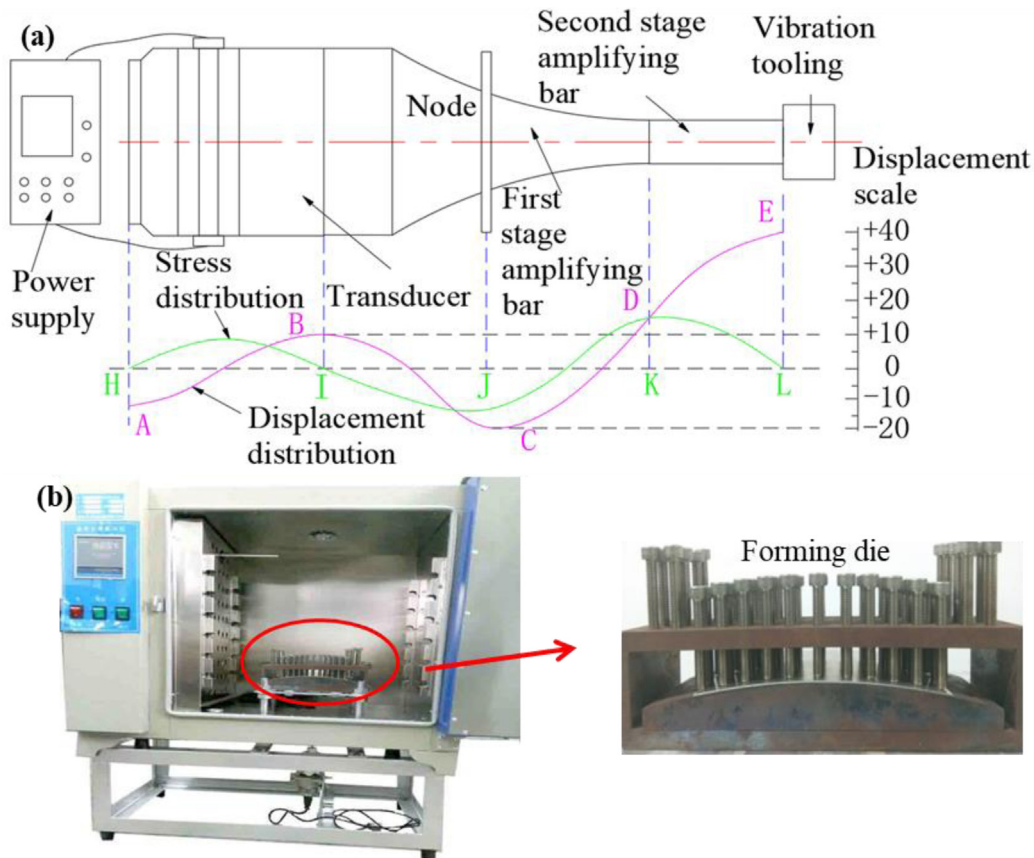 (a)
Second stage
amplifying
bar
Vibration
tooling
Node
Displacement
scale
First
stage
amplifying
bar
Power
supply
Stress
distribution
Transducer
Displacement
distribution
A
B
C
D
E
H
I
J
K
L
+40
+30
+20
+10
0
-10
-20
(b)
Forming die